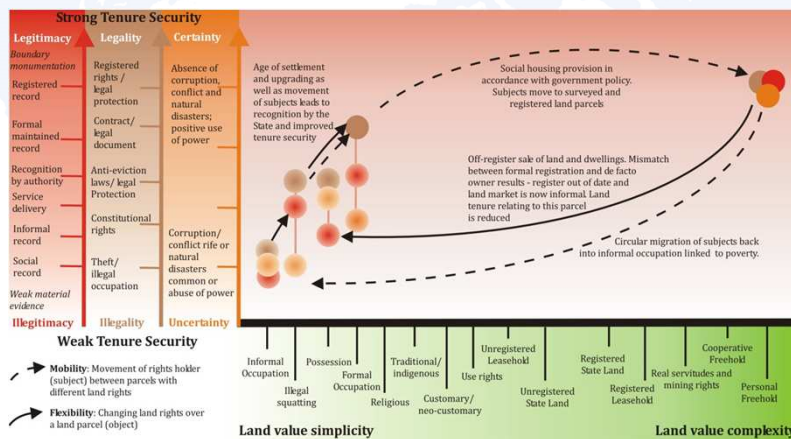 Strong Tenure Security
Legitimacy
Legality
Certainty
Boundary
monumentation
Registered
record
Formal
maintained
record
Recognition
by authority
Service
delivery
Informal
record
Social
record
Weak material
evidence
Illegitimacy
Registered
rights /
legal
protection
Contract/
legal
document
Anti-eviction
laws/ legal
Protection
Constitutional
rights
Theft/
illegal
occupation
Illegality
Absence of
corruption,
conflict and
natural
disasters;
positive use
of power
Corruption/
conflict rife or
natural
disasters
common or
abuse of power
Uncertainty
Weak Tenure Security
Age of settlement
and upgrading as
well as movement
of subjects leads to
recognition by the
State and improved
tenure security
Social housing provision in
accordance with government policy.
Subjects move to surveyed and
registered land parcels
Off-register sale of land and dwellings. Mismatch
between formal registration and de facto
owner results - register out of date and
land market is now informal. Land
tenure relating to this parcel
is reduced
Circular migration of subjects back
into informal occupation linked to poverty.
Mobility: Movement of rights holder
(subject) between parcels with
different land rights
Flexibility: Changing land rights over
a land parcel (object)
Informal
Occupation
Illegal
squatting
Possession
Formal
Occupation
Religious
Traditional/
indigenous
Customary/
neo-customary
Use rights
Unregistered
Leasehold
Unregistered
State Land
Registered
State Land
Registered
Leasehold
Real servitudes and
mining rights
Cooperative
Freehold
Personal
Freehold
Land value simplicity
Land value complexity